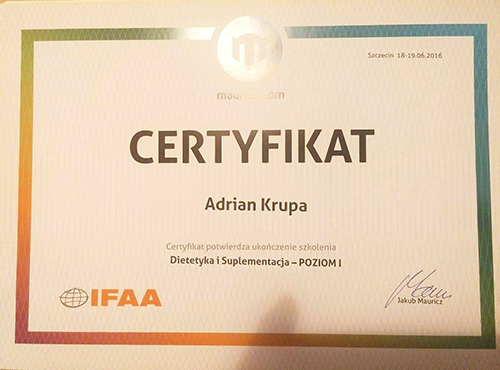 Szczecin 18-19.06.2016
CERTYFIKAT
Adrian Krupa
Certyfikat potwierdza ukończenie szkolenia
Dietetyka i Suplementacja – POZIOM I
IFAA
Jakub Mauricz